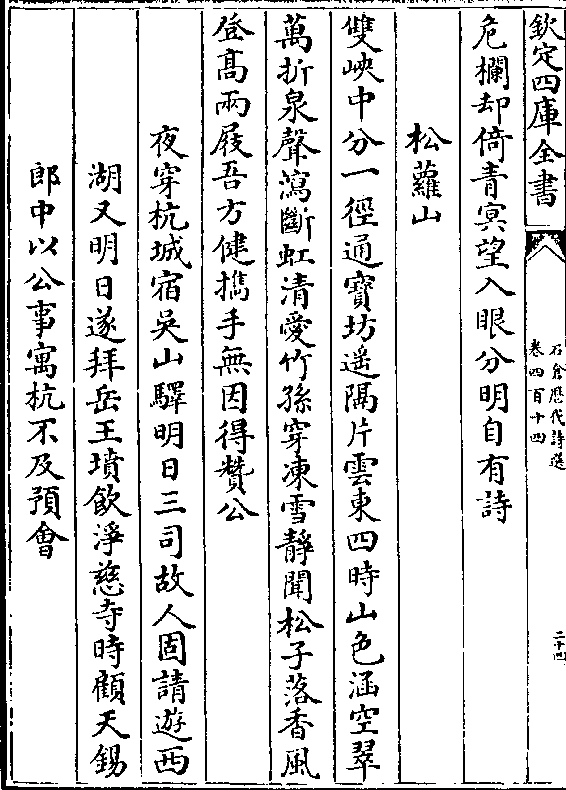 欽定四庫全書
石倉歷代詩選
卷四百十四
二十四
危欄却倚青冥望入眼分明自有詩
松蘿山
雙峽中分一徑通寶坊遥隔片雲東四時山色涵空翠
萬折泉聲瀉斷虹清愛竹孫穿凍雪靜聞松子落香風
登髙兩屐吾方健擕手無因得贊公
夜穿杭城宿吳山驛明日三司故人固請遊西
湖又明日遂拜岳王墳飲淨慈寺時顧天錫
郎中以公事寓杭不及預會